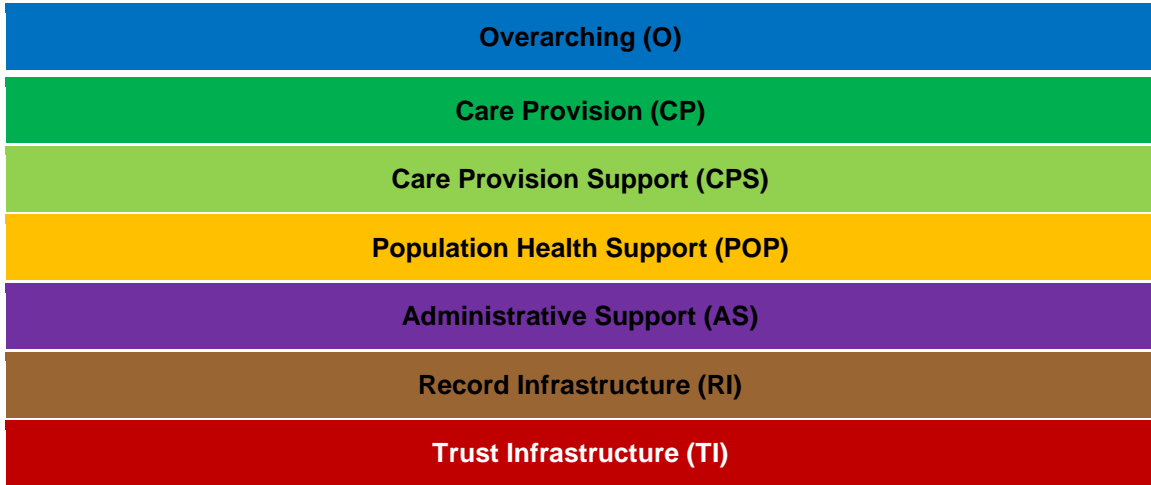 Overarching (O)
Care Provision (CP)
Care Provision Support (CPS)
Population Health Support (POP)
Administrative Support (AS)
Record Infrastructure (RI)
Trust Infrastructure (TI)